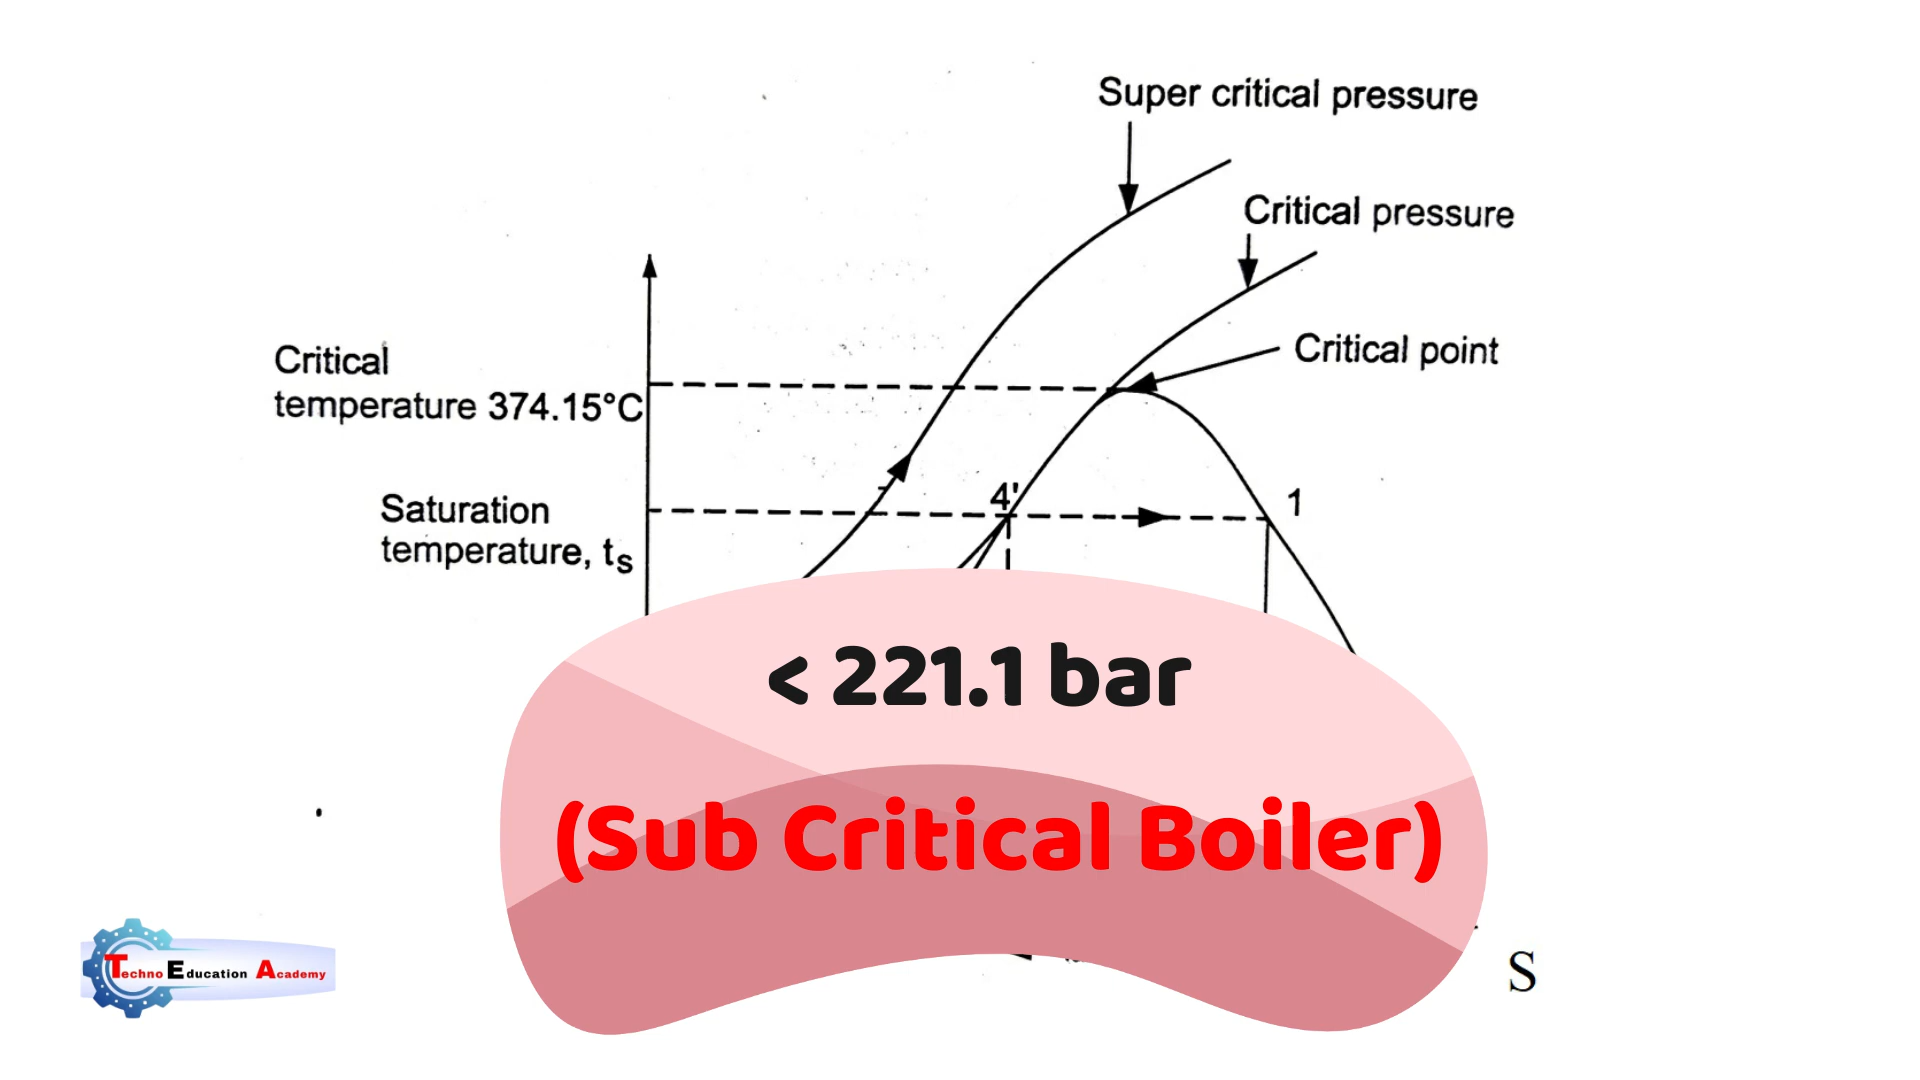 Super critical pressure
Critical pressure
Critical point
Critical
temperature 374.15°C
4'
1
Saturation
temperature, ts
< 221.1 bar
(Sub Critical Boiler)
Techno Education Academy
S